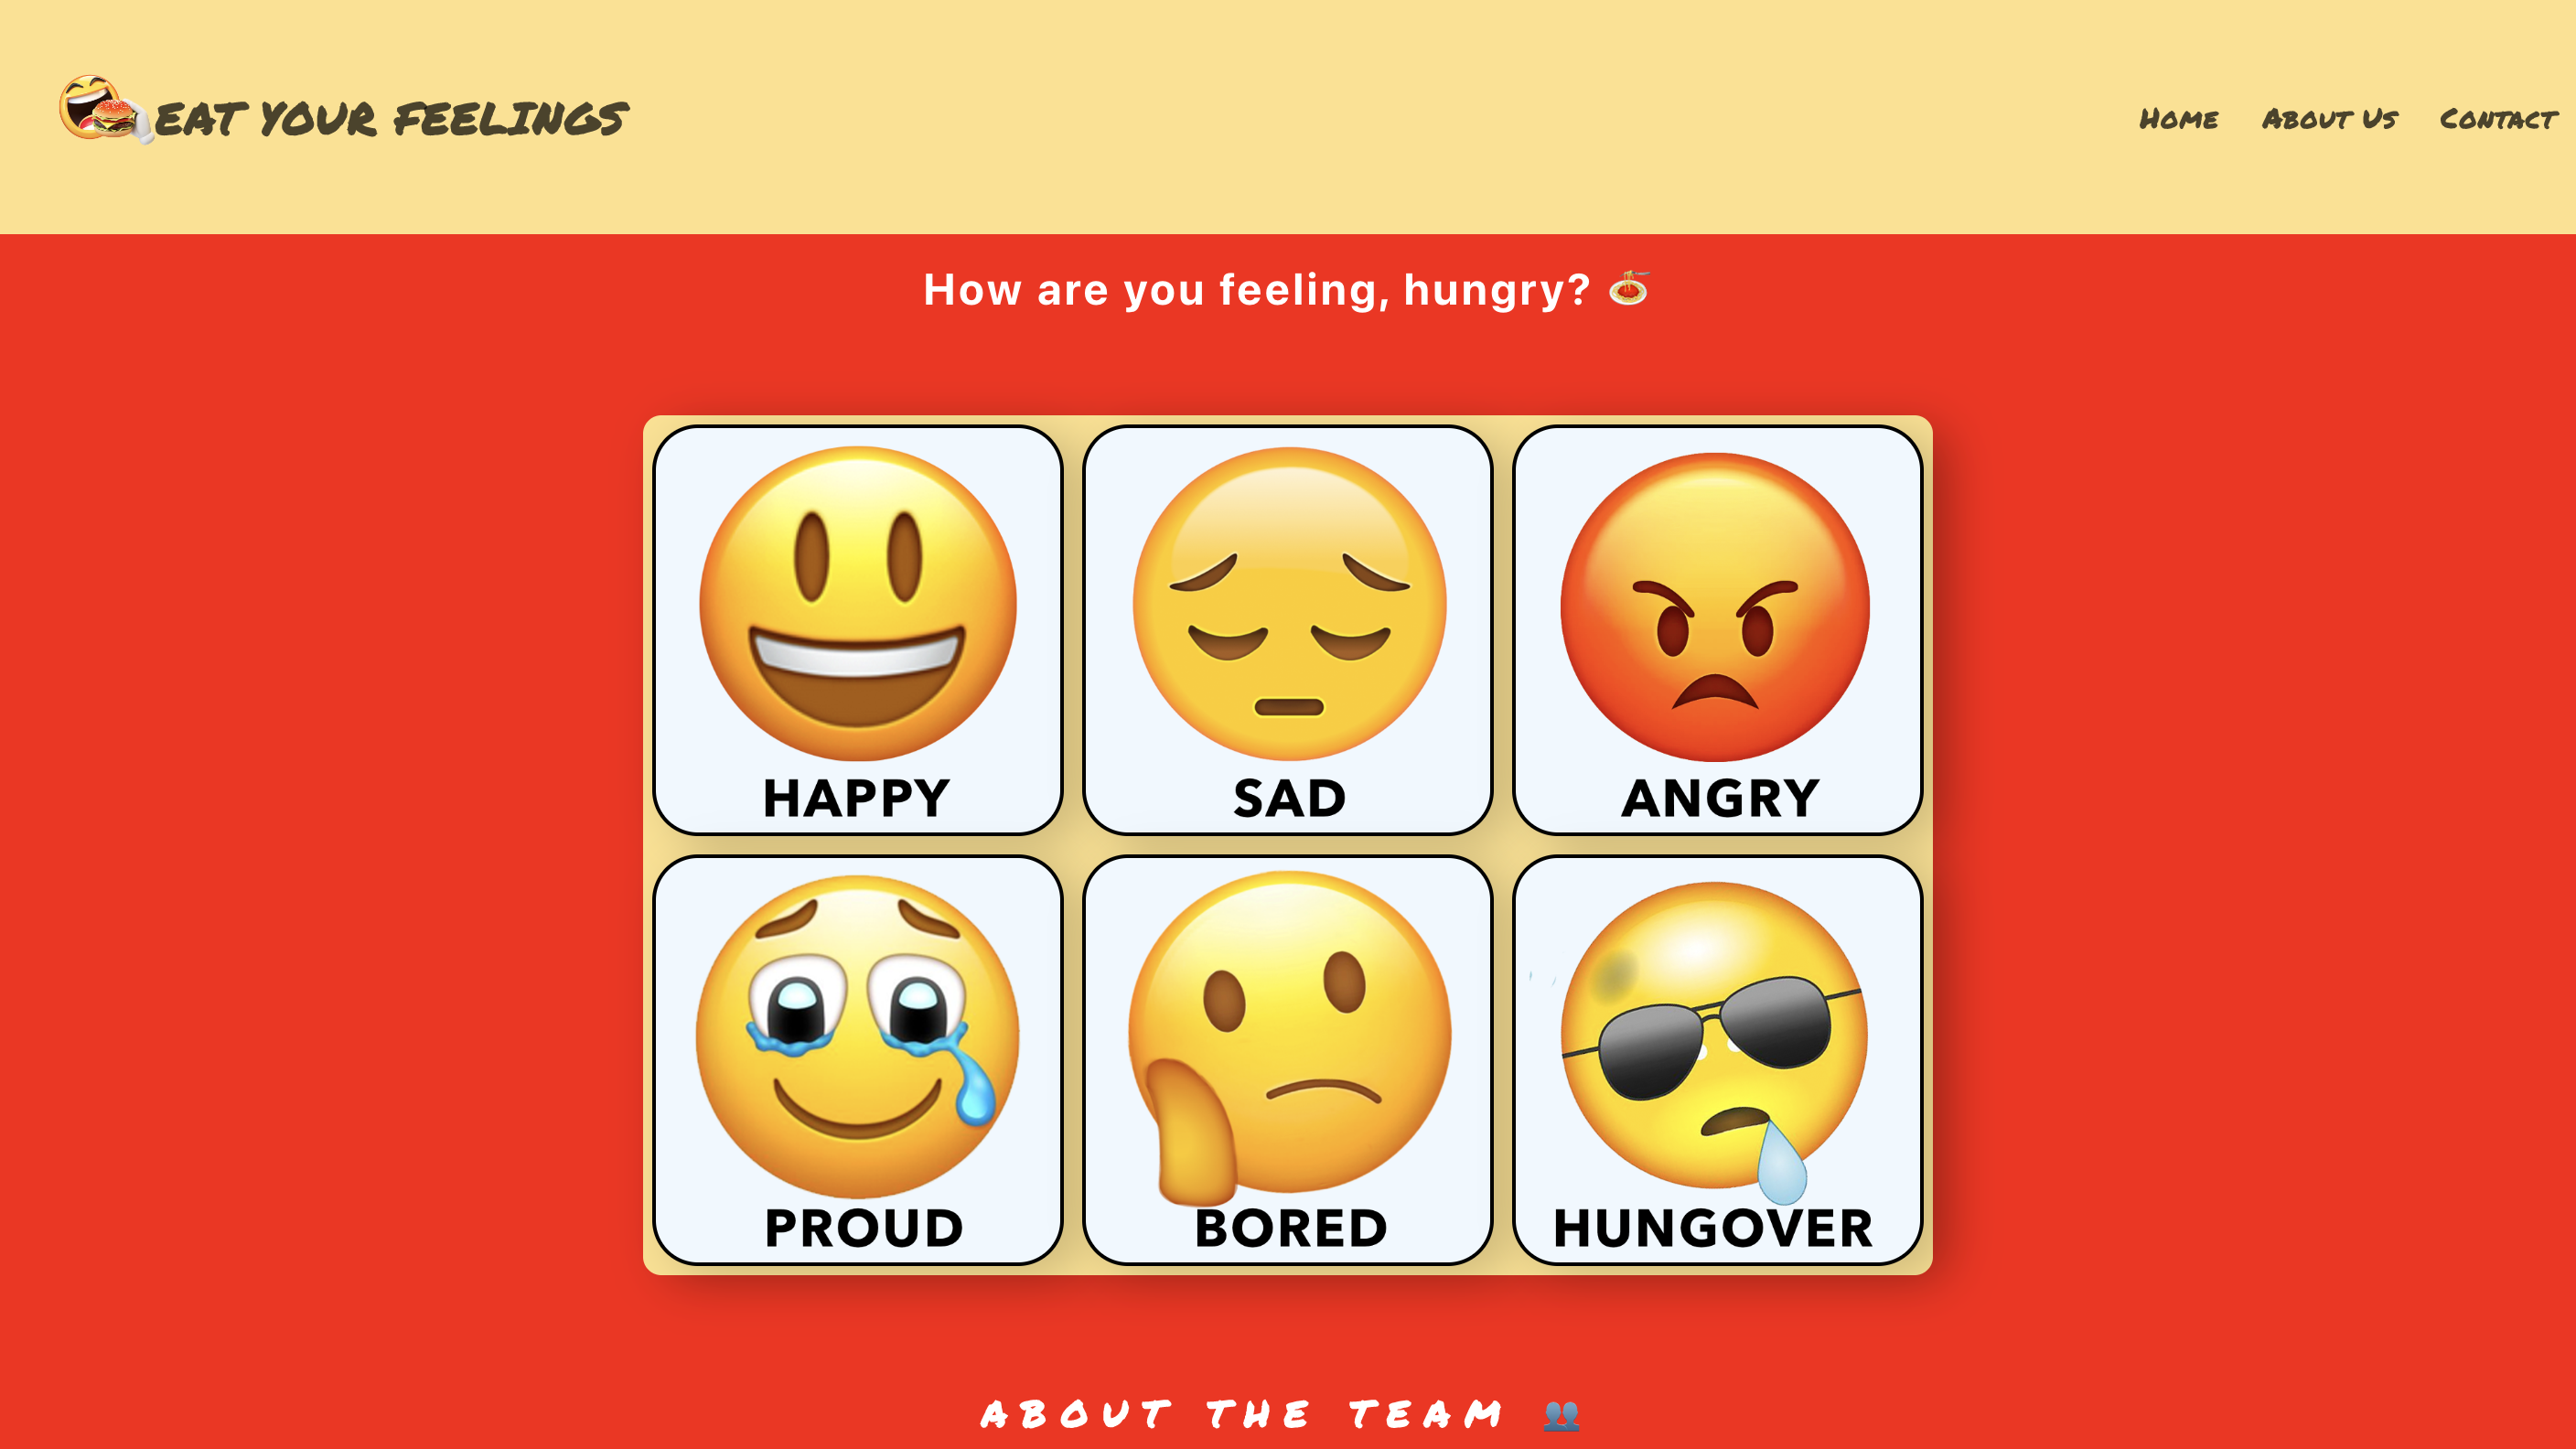 EAT YOUR FEELINGS
Home About Us Contact
How are you feeling, hungry? 🍝
HAPPY SAD ANGRY
PROUD BORED HUNGOVER
ABOUT THE TEAM 👥